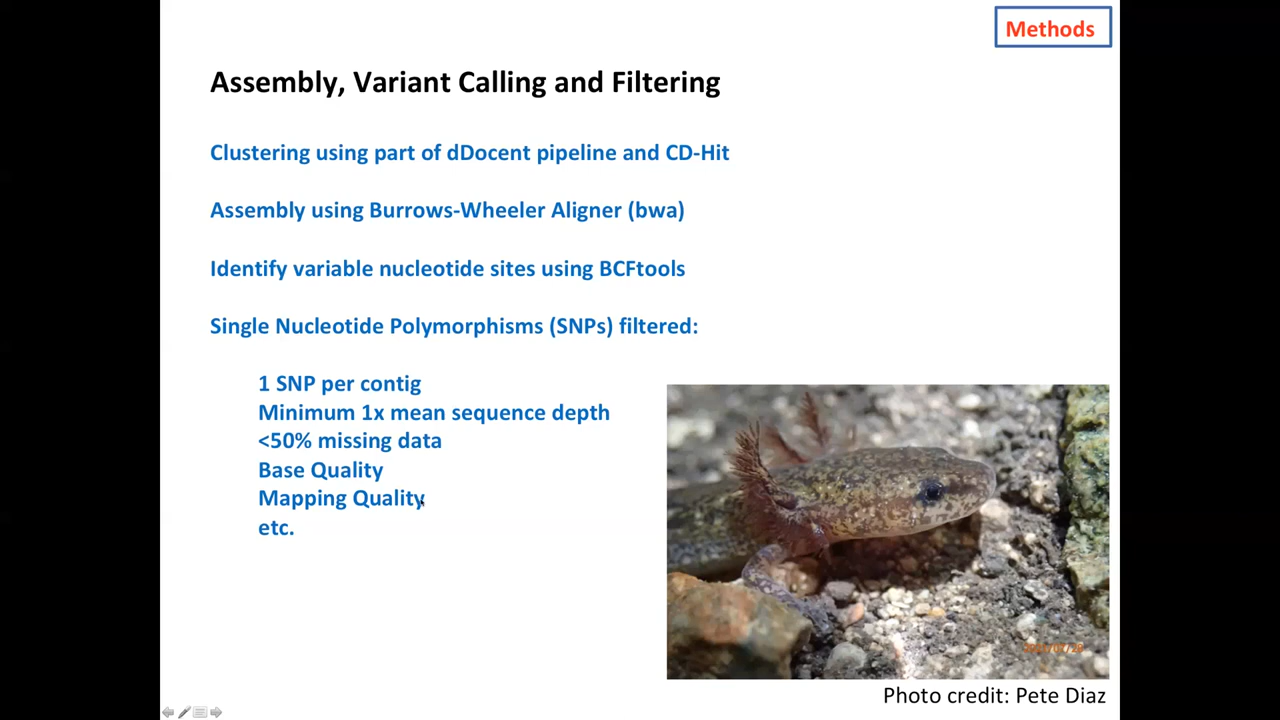 Methods
Assembly, Variant Calling and Filtering
Clustering using part of dDocent pipeline and CD-Hit
Assembly using Burrows-Wheeler Aligner (bwa)
Identify variable nucleotide sites using BCFtools
Single Nucleotide Polymorphisms (SNPs) filtered:
1 SNP per contig
Minimum 1x mean sequence depth
<50% missing data
Base Quality
Mapping Quality
etc.
Photo credit: Pete Diaz